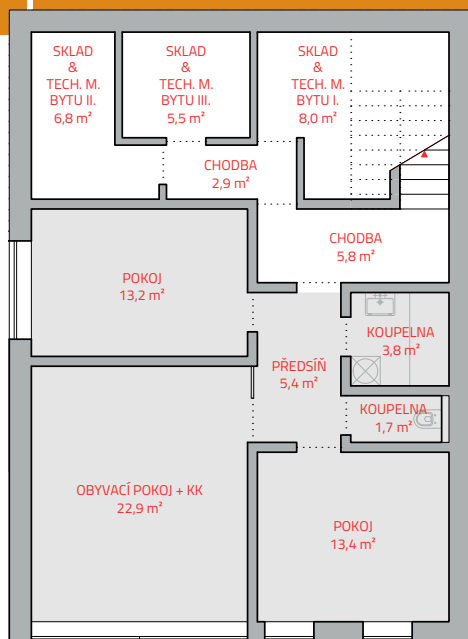 SKLAD
&
TECH. M.
BYTU II.
6,8 m²
SKLAD
&
TECH. M.
BYTU III.
5,5 m²
SKLAD
&
TECH. M.
BYTU I.
8,0 m²
CHODBA
2,9 m²
CHODBA
5,8 m²
POKOJ
13,2 m²
KOUPELNA
3,8 m²
PŘEDSÍŇ
5,4 m²
KOUPELNA
1,7 m²
OBYVACÍ POKOJ + KK
22,9 m²
POKOJ
13,4 m²